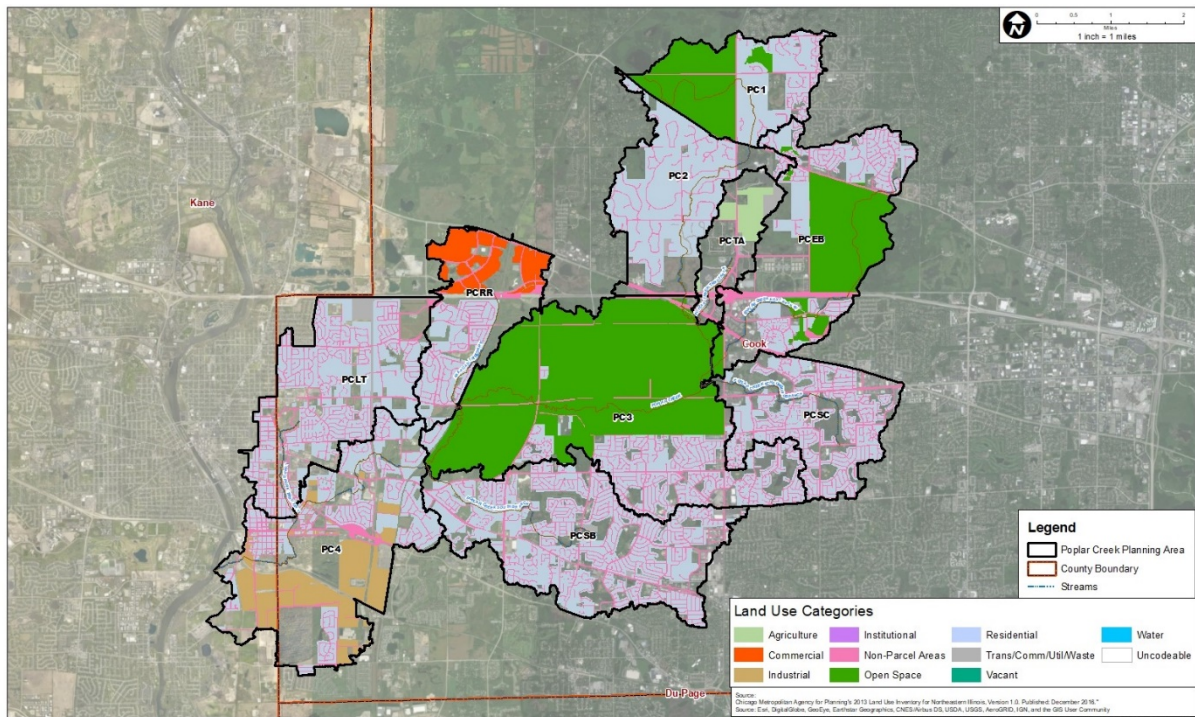 0 0.5 1 2
Miles
1 inch = 1 miles
N
PC1
PC2
Kane
PCTA
PCEB
PCRR
Cook
PCLT
PC3
PCSC
PCSB
PC4
Du Page
Legend
Poplar Creek Planning Area
County Boundary
Streams
Land Use Categories
Agriculture Institutional Residential Water
Commercial Non-Parcel Areas Trans/Comm/Util/Waste Uncodeable
Industrial Open Space Vacant
Source:
Chicago Metropolitan Agency for Planning's 2013 Land Use Inventory for Northeastern Illinois, Version 1.0. Published: December 2016."
Source: Esri, DigitalGlobe, GeoEye, Earthstar Geographics, CNES/Airbus DS, USDA, USGS, AeroGRID, IGN, and the GIS User Community